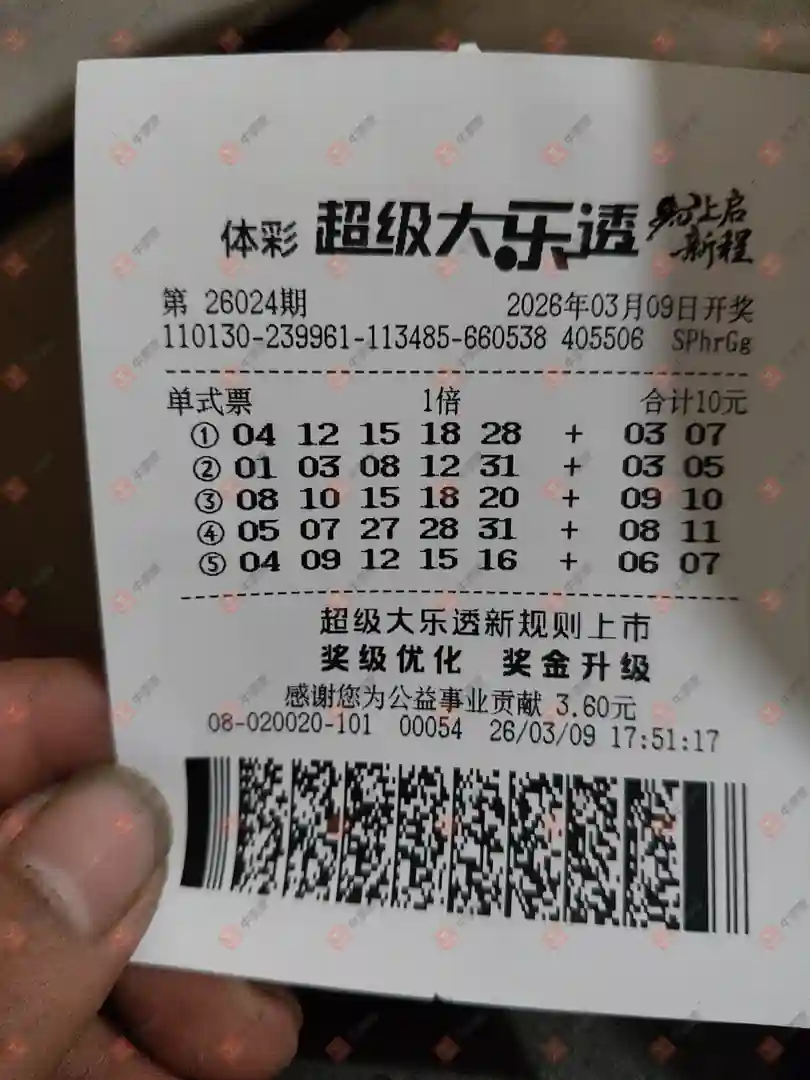 体彩 超级大乐透 马上启新程
第 26024期 2026年03月09日开奖
110130-239961-113485-660538 405506 SPhrGg
单式票 1倍 合计10元
① 04 12 15 18 28 + 03 07
② 01 03 08 12 31 + 03 05
③ 08 10 15 18 20 + 09 10
④ 05 07 27 28 31 + 08 11
⑤ 04 09 12 15 16 + 06 07
超级大乐透新规则上市
奖级优化 奖金升级
感谢您为公益事业贡献 3.60元
08-020020-101 00054 26/03/09 17:51:17